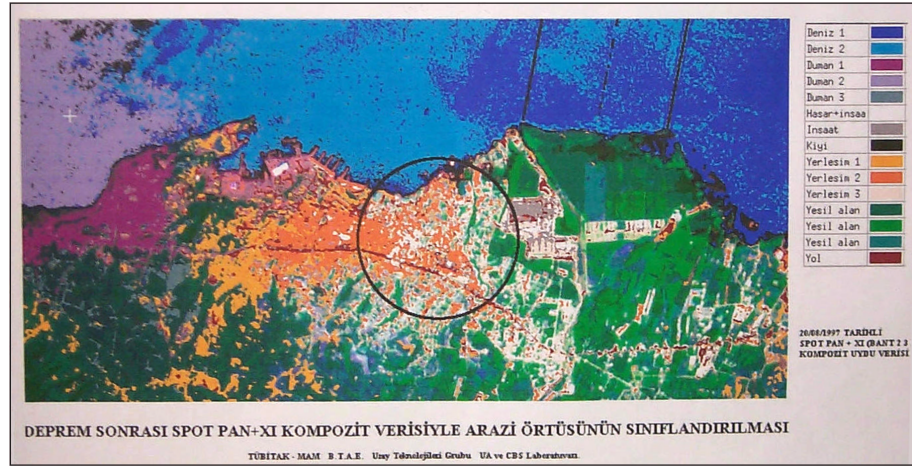 Deniz 1
Deniz 2
Duman 1
Duman 2
Duman 3
Hasar+insaa
Insaat
Kiyi
Yerlesim 1
Yerlesim 2
Yerlesim 3
Yesil alan
Yesil alan
Yesil alan
Yol
20/08/1997 TARİHLİ
SPOT PAN + XI (BANT 2 3
KOMPOZİT UYDU VERİSİ
DEPREM SONRASI SPOT PAN+XI KOMPOZİT VERİSİYLE ARAZİ ÖRTÜSÜNÜN SINIFLANDIRILMASI
TÜBİTAK - MAM B.T.A.E. Uzay Teknolojileri Grubu UA ve CBS Laboratuvarı.